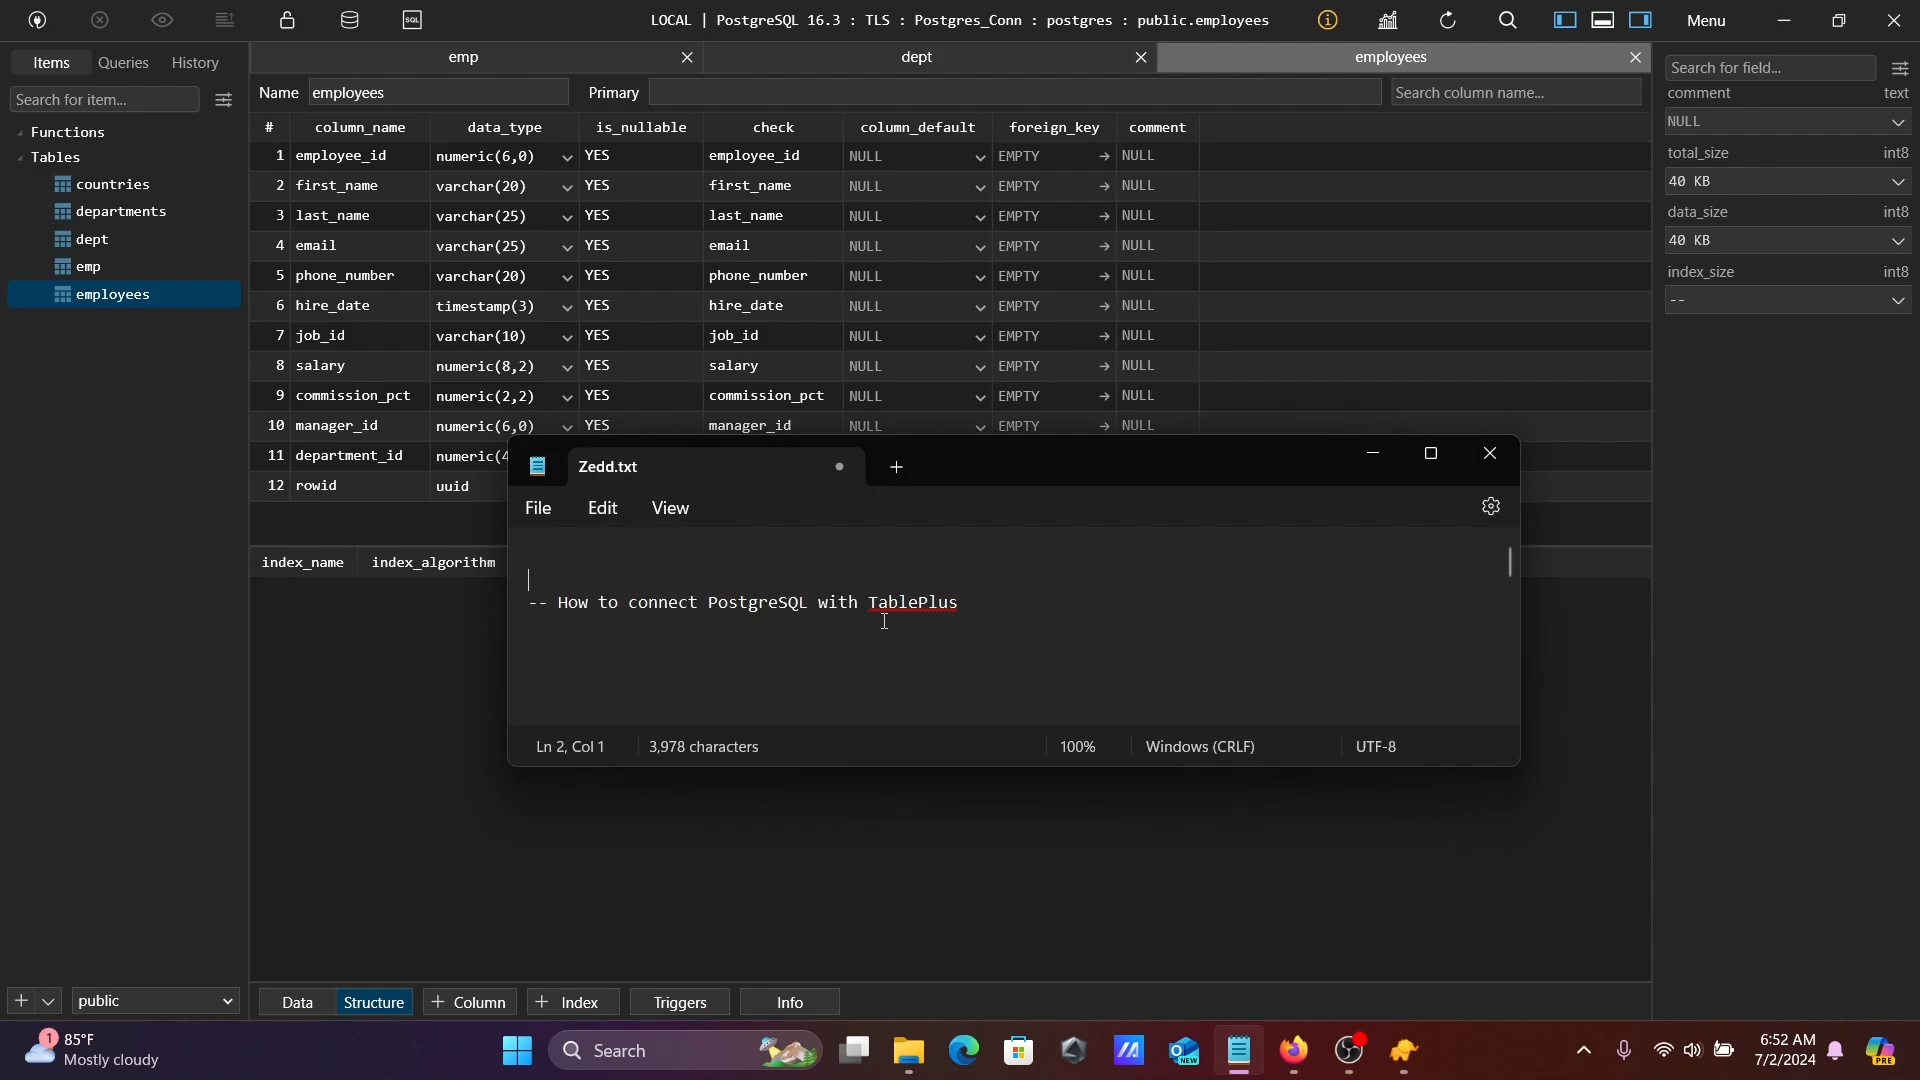 LOCAL | PostgreSQL 16.3 : TLS : Postgres_Conn : postgres : public.employees
Menu
SQL
Items Queries History
Search for item...
Functions
Tables
countries
departments
dept
emp
employees
public
emp
dept
employees
Name employees Primary Search column name...
# column_name data_type is_nullable check column_default foreign_key comment
1 employee_id numeric(6,0) YES employee_id NULL EMPTY NULL
2 first_name varchar(20) YES first_name NULL EMPTY NULL
3 last_name varchar(25) YES last_name NULL EMPTY NULL
4 email varchar(25) YES email NULL EMPTY NULL
5 phone_number varchar(20) YES phone_number NULL EMPTY NULL
6 hire_date timestamp(3) YES hire_date NULL EMPTY NULL
7 job_id varchar(10) YES job_id NULL EMPTY NULL
8 salary numeric(8,2) YES salary NULL EMPTY NULL
9 commission_pct numeric(2,2) YES commission_pct NULL EMPTY NULL
10 manager_id numeric(6,0) YES manager_id NULL EMPTY NULL
11 department_id numeric(4
12 rowid uuid
index_name index_algorithm
Zedd.txt
File Edit View
-- How to connect PostgreSQL with TablePlus
Ln 2, Col 1 3,978 characters 100% Windows (CRLF) UTF-8
Data Structure + Column + Index Triggers Info
Search for field...
comment text
NULL
total_size int8
40 KB
data_size int8
40 KB
index_size int8
--
1
85°F
Mostly cloudy
Search
NEW
6:52 AM
7/2/2024
PRE